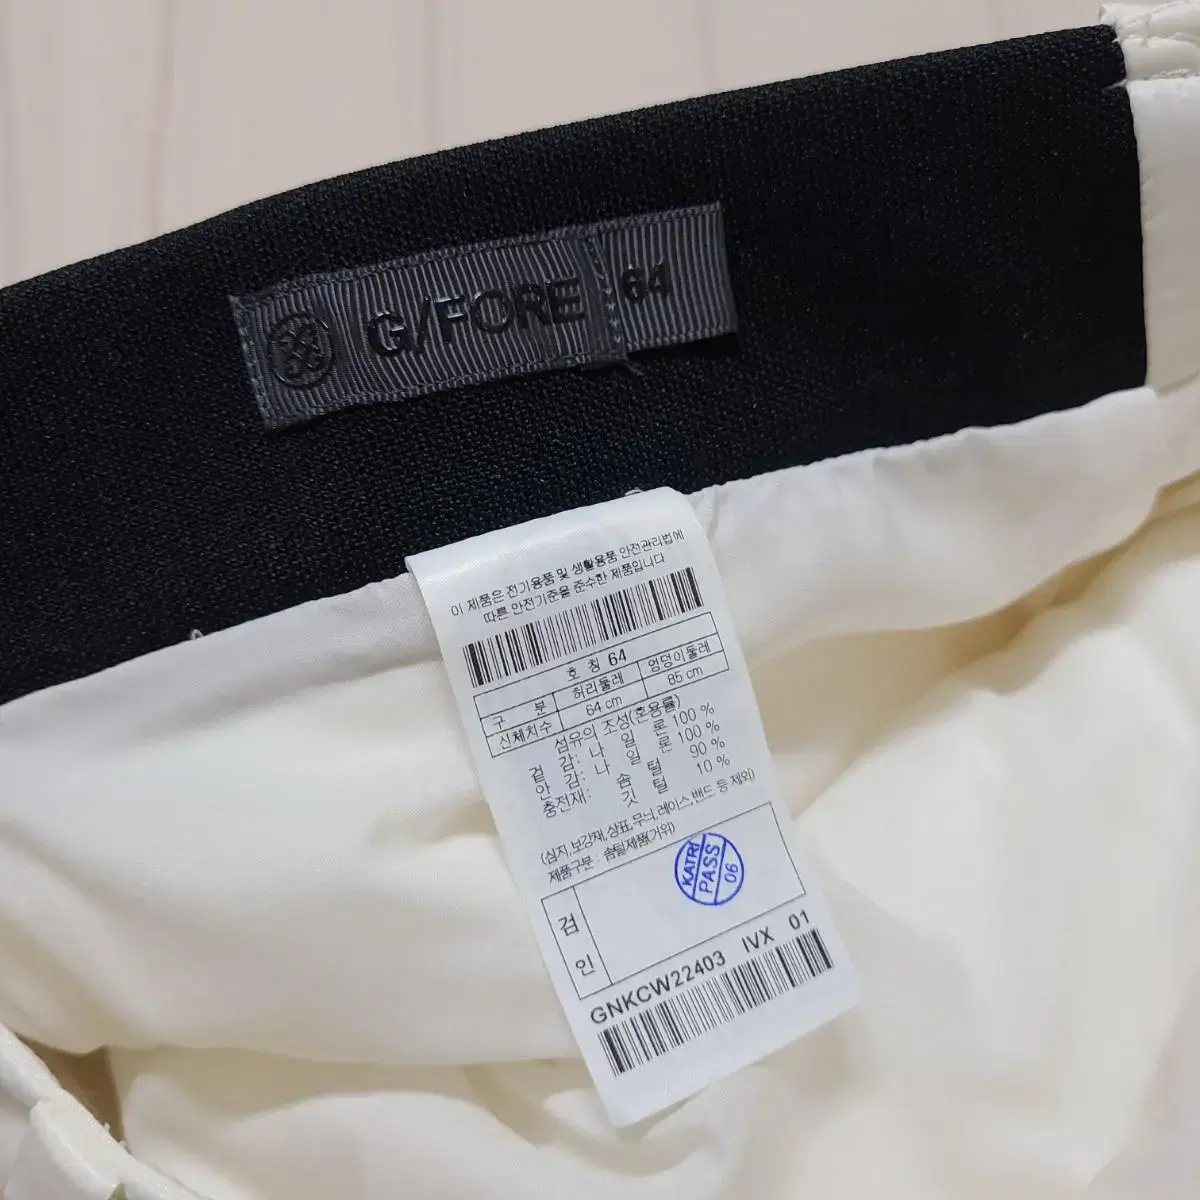 G/FORE 64
이 제품은 전기용품 및 생활용품 안전관리법에
따른 안전기준을 준수한 제품입니다
호 칭 64
구 분 허리둘레 엉덩이둘레
신체치수 64 cm 85 cm
섬유의 조성(혼용률)
겉 감: 나 일 론 100 %
안 감: 나 일 론 100 %
충전재: 솜 털 90 %
깃 털 10 %
(심지,보강재,상표,무늬,레이스,밴드 등 제외)
제품구분 : 솜털제품(거위)
검
인
KATRI
PASS
06
GNKCW22403 IVX 01